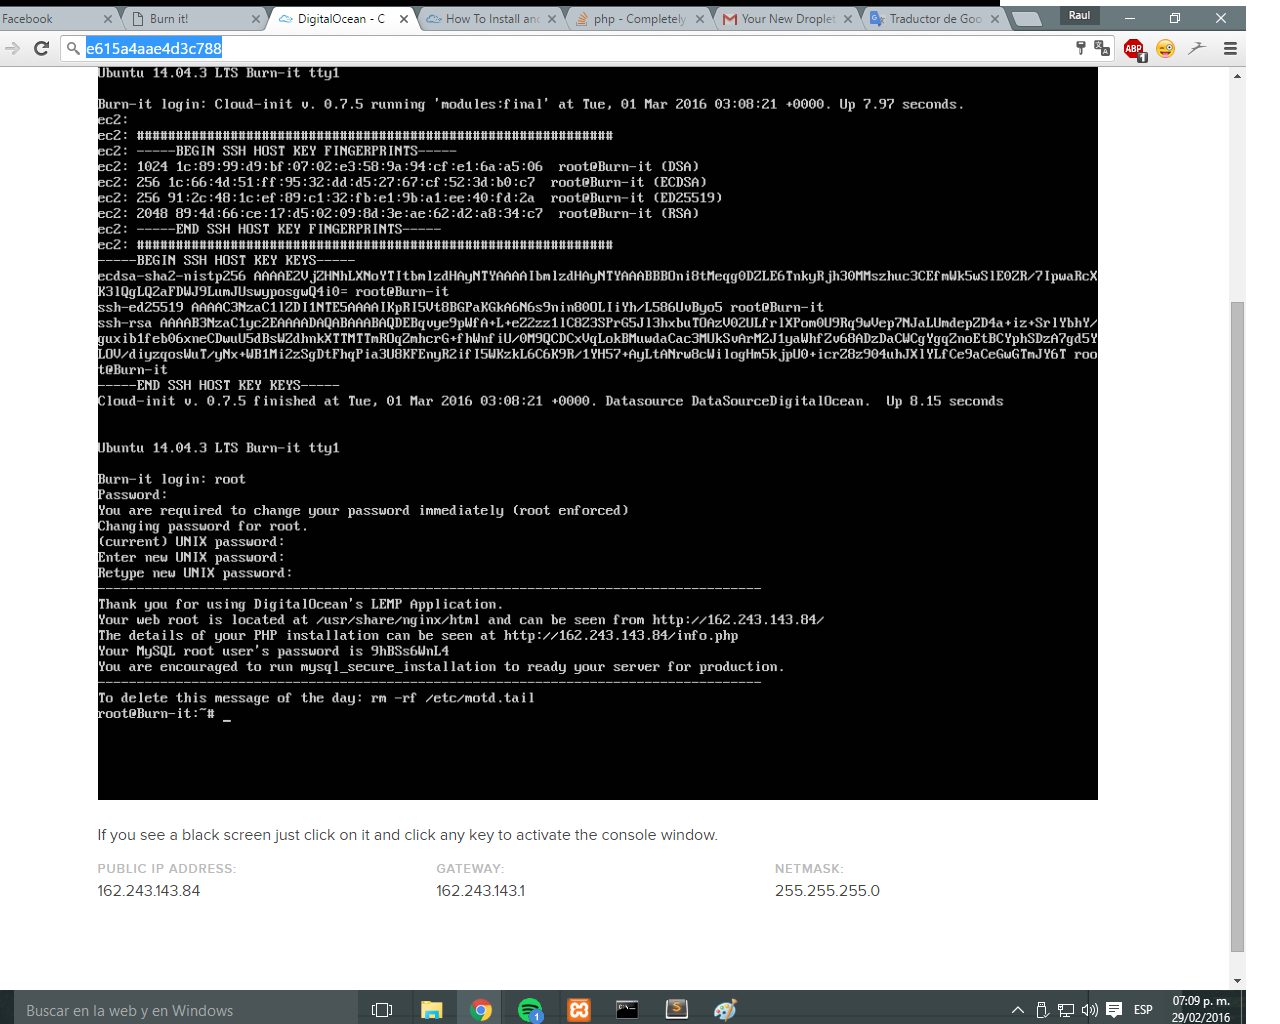 Facebook
Burn it!
DigitalOcean - C
How To Install and
php - Completely
Your New Droplet
Traductor de Goo
Raul
e615a4aae4d3c788
ABP
1
Ubuntu 14.04.3 LTS Burn-it tty1
Burn-it login: Cloud-init v. 0.7.5 running 'modules:final' at Tue, 01 Mar 2016 03:08:21 +0000. Up 7.97 seconds.
ec2:
ec2: #############################################################
ec2: -----BEGIN SSH HOST KEY FINGERPRINTS-----
ec2: 1024 1c:89:99:d9:bf:07:02:e3:58:9a:94:cf:e1:6a:a5:06  root@Burn-it (DSA)
ec2: 256 1c:66:4d:51:ff:95:32:dd:d5:27:67:cf:52:3d:b0:c7  root@Burn-it (ECDSA)
ec2: 256 91:2c:48:1c:ef:89:c1:32:fb:e1:9b:a1:ee:40:fd:2a  root@Burn-it (ED25519)
ec2: 2048 89:4d:66:ce:17:d5:02:09:8d:3e:ae:62:d2:a8:34:c7  root@Burn-it (RSA)
ec2: -----END SSH HOST KEY FINGERPRINTS-----
ec2: #############################################################
-----BEGIN SSH HOST KEY KEYS-----
ecdsa-sha2-nistp256
root@Burn-it
ssh-ed25519 root@Burn-it
ssh-rsa
roo
t@Burn-it
-----END SSH HOST KEY KEYS-----
Cloud-init v. 0.7.5 finished at Tue, 01 Mar 2016 03:08:21 +0000. Datasource DataSourceDigitalOcean.  Up 8.15 seconds
Ubuntu 14.04.3 LTS Burn-it tty1
Burn-it login: root
Password:
You are required to change your password immediately (root enforced)
Changing password for root.
(current) UNIX password:
Enter new UNIX password:
Retype new UNIX password:
-------------------------------------------------------------------------------------
Thank you for using DigitalOcean's LEMP Application.
Your web root is located at /usr/share/nginx/html and can be seen from http://162.243.143.84/
The details of your PHP installation can be seen at http://162.243.143.84/info.php
Your MySQL root user's password is 9hBSs6WnL4
You are encouraged to run mysql_secure_installation to ready your server for production.
-------------------------------------------------------------------------------------
To delete this message of the day: rm -rf /etc/motd.tail
root@Burn-it:~# _
If you see a black screen just click on it and click any key to activate the console window.
PUBLIC IP ADDRESS:
GATEWAY:
NETMASK:
162.243.143.84
162.243.143.1
255.255.255.0
Buscar en la web y en Windows
1
ESP
07:09 p. m.
29/02/2016